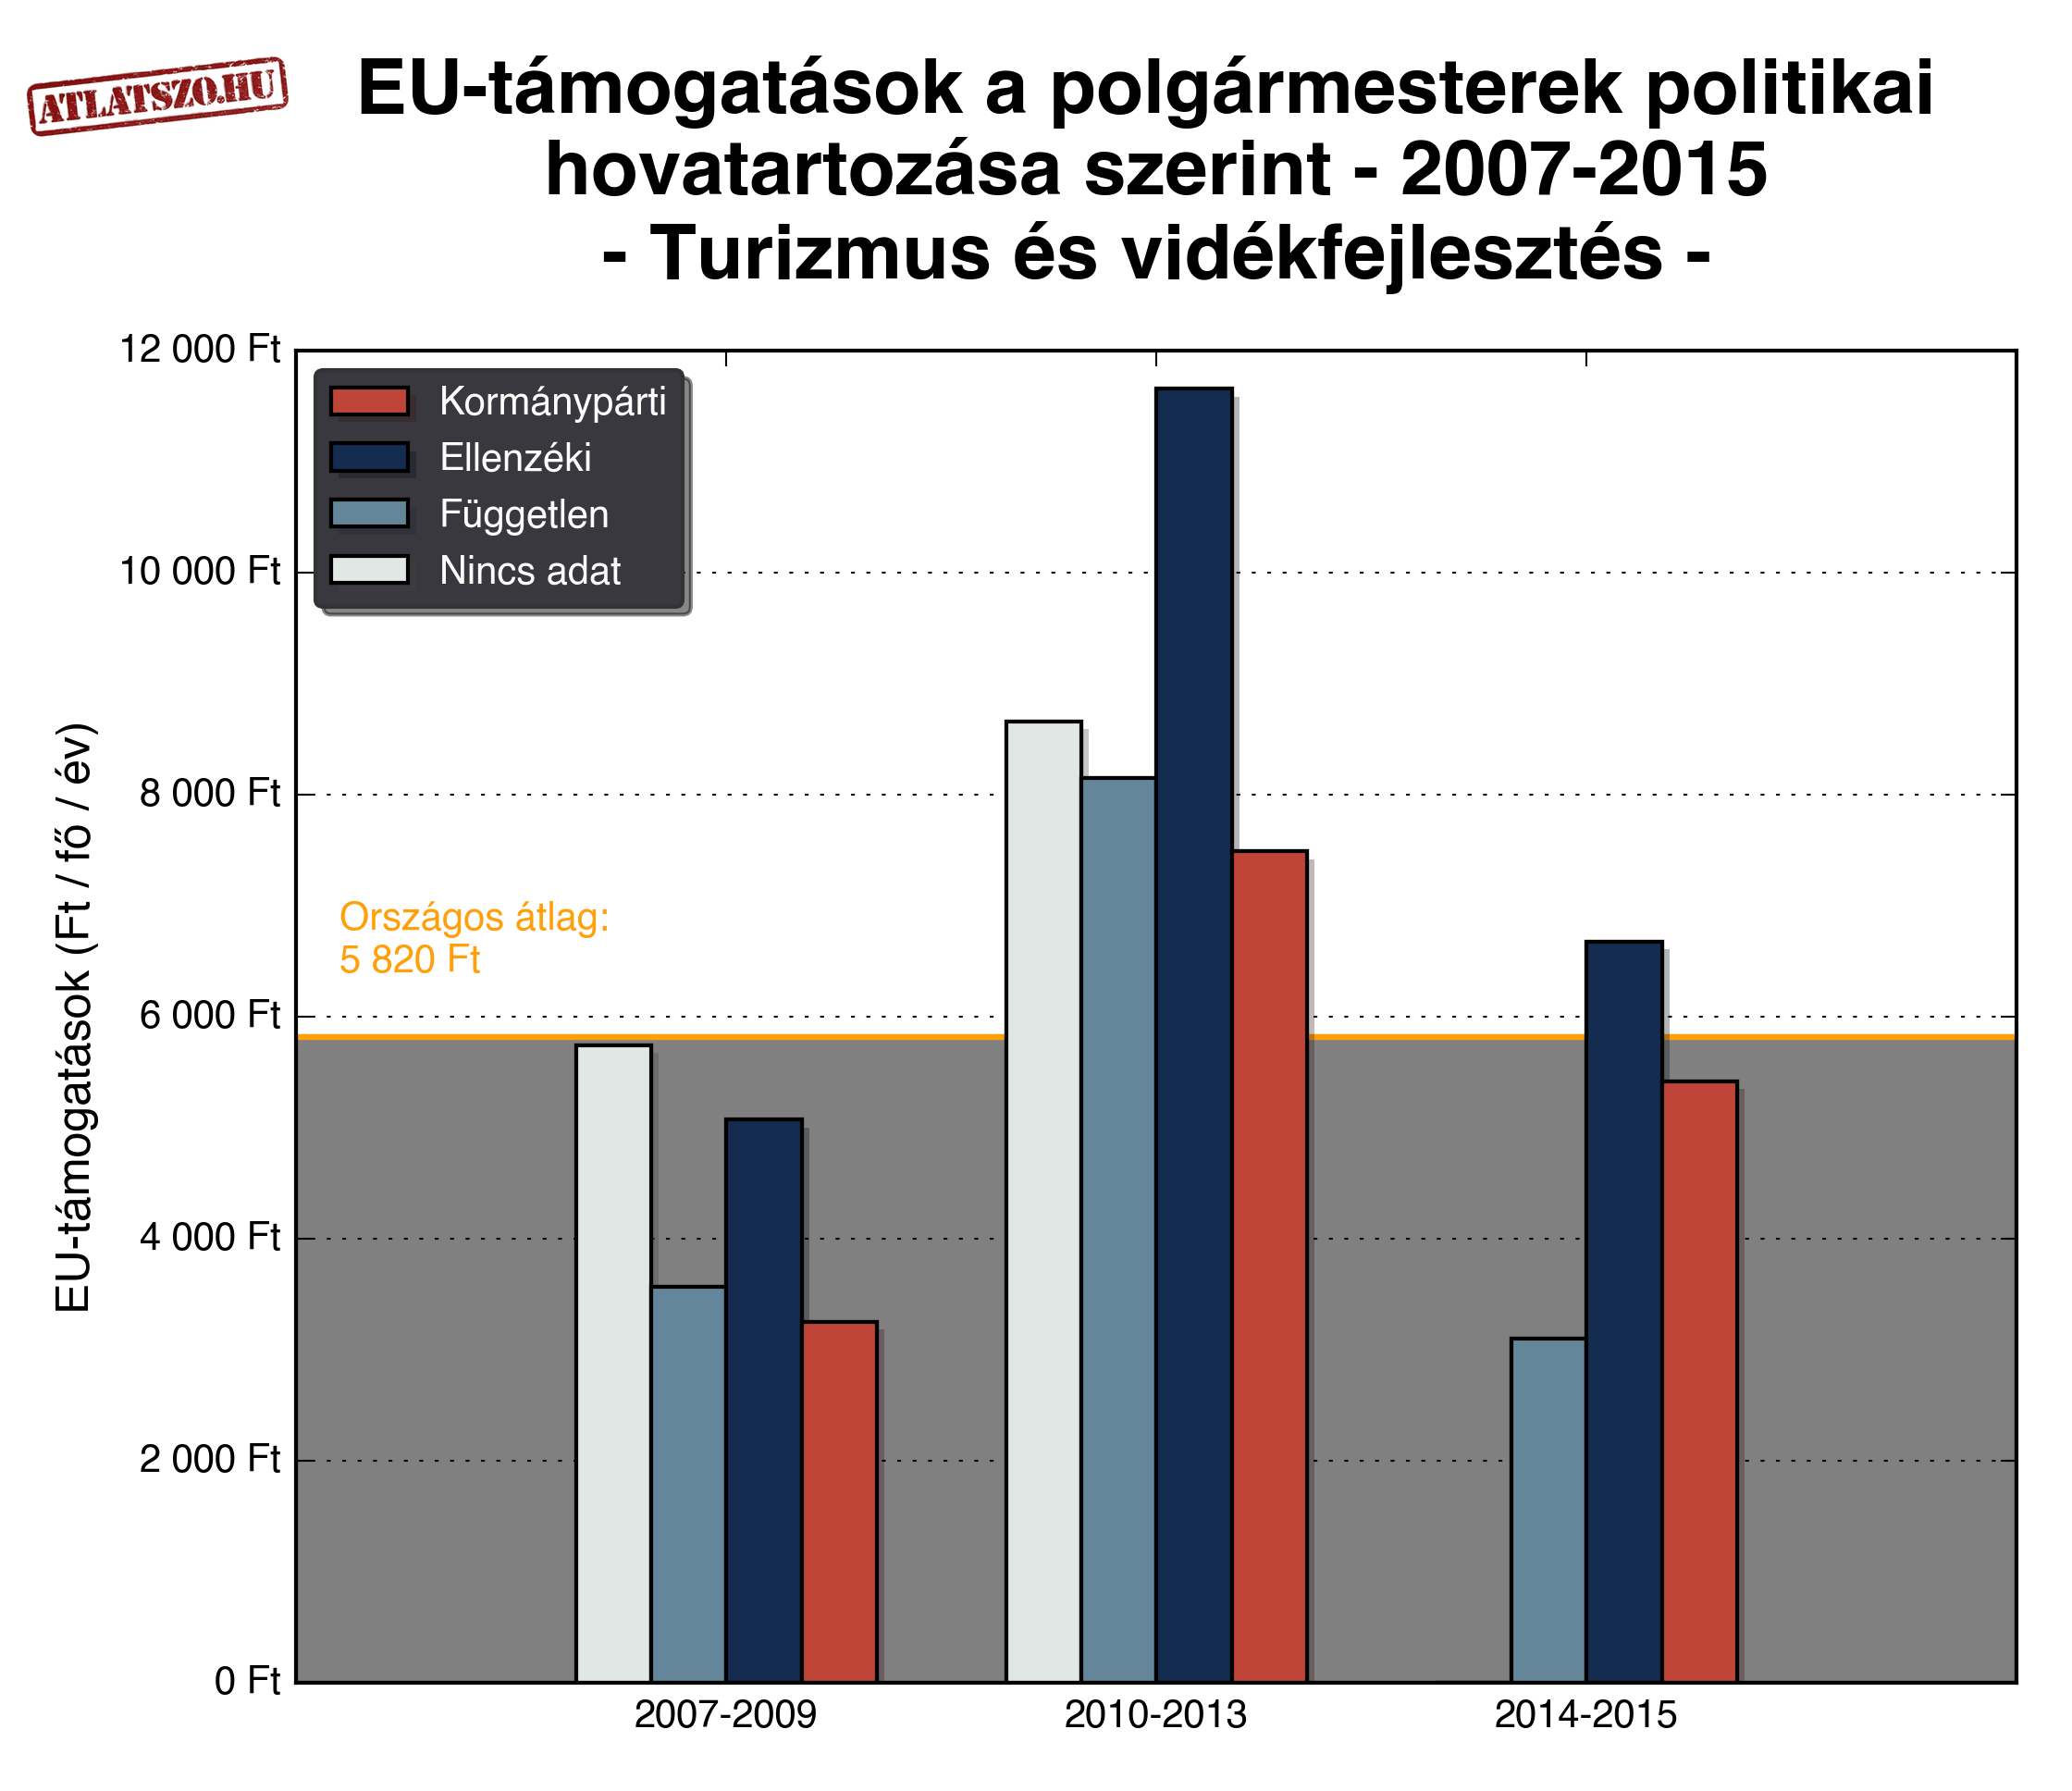 ATLATSZO.HU
EU-támogatások a polgármesterek politikai
hovatartozása szerint - 2007-2015
- Turizmus és vidékfejlesztés -
12 000 Ft
10 000 Ft
8 000 Ft
6 000 Ft
4 000 Ft
2 000 Ft
0 Ft
EU-támogatások (Ft / fő / év)
Kormánypárti
Ellenzéki
Független
Nincs adat
Országos átlag:
5 820 Ft
2007-2009
2010-2013
2014-2015